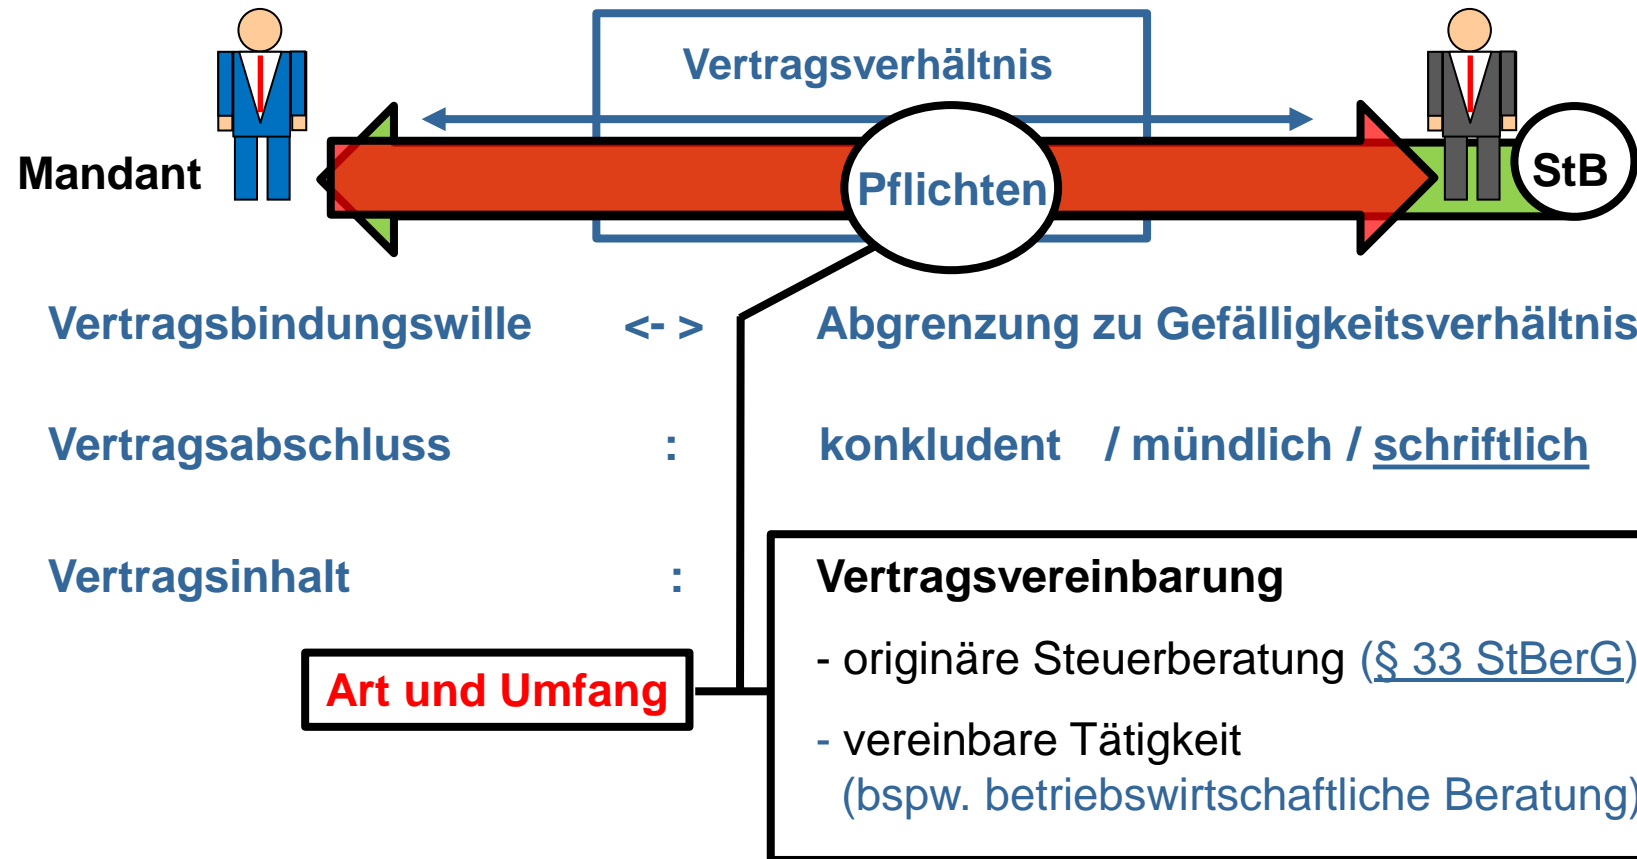 Vertragsverhältnis
Mandant
Pflichten
StB
Vertragsbindungswille <- > Abgrenzung zu Gefälligkeitsverhältnis
Vertragsabschluss : konkludent / mündlich / schriftlich
Vertragsinhalt : Vertragsvereinbarung
- originäre Steuerberatung (§ 33 StBerG)
Art und Umfang
- vereinbare Tätigkeit
(bspw. betriebswirtschaftliche Beratung)